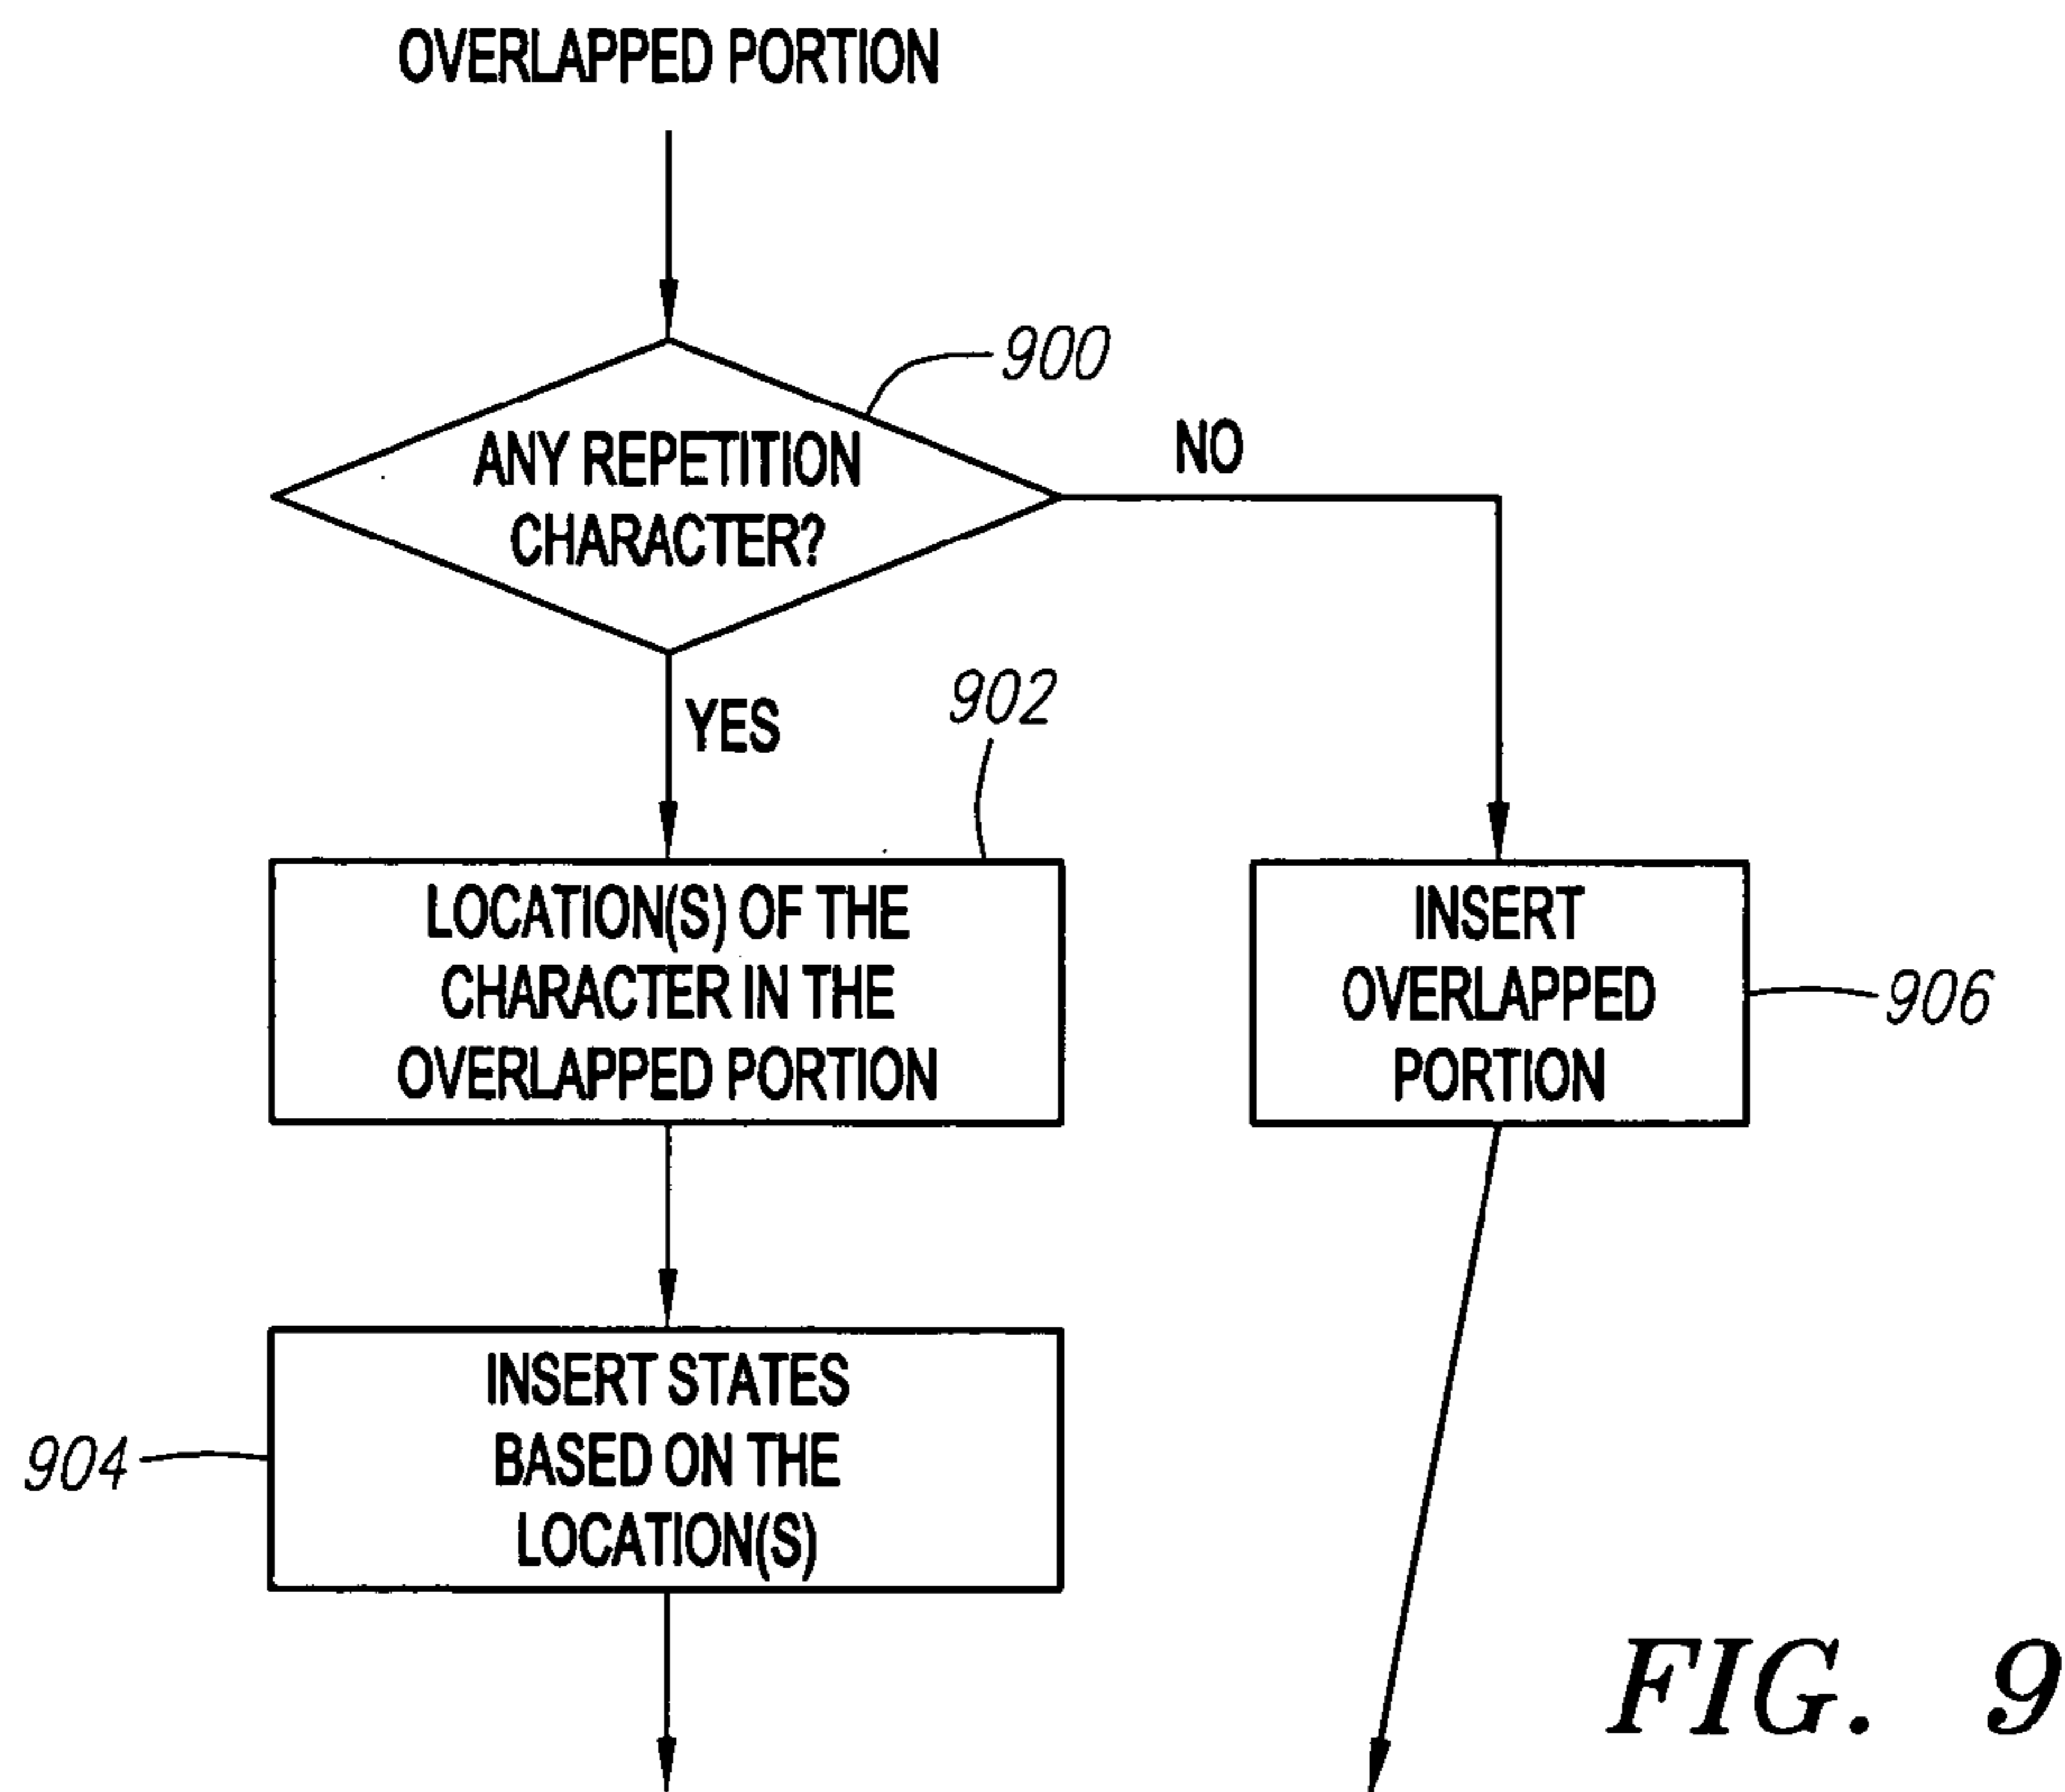 OVERLAPPED PORTION
900
ANY REPETITION
CHARACTER?
NO
YES
902
LOCATION(S) OF THE
CHARACTER IN THE
OVERLAPPED PORTION
INSERT
OVERLAPPED
PORTION
906
INSERT STATES
BASED ON THE
LOCATION(S)
904
FIG. 9